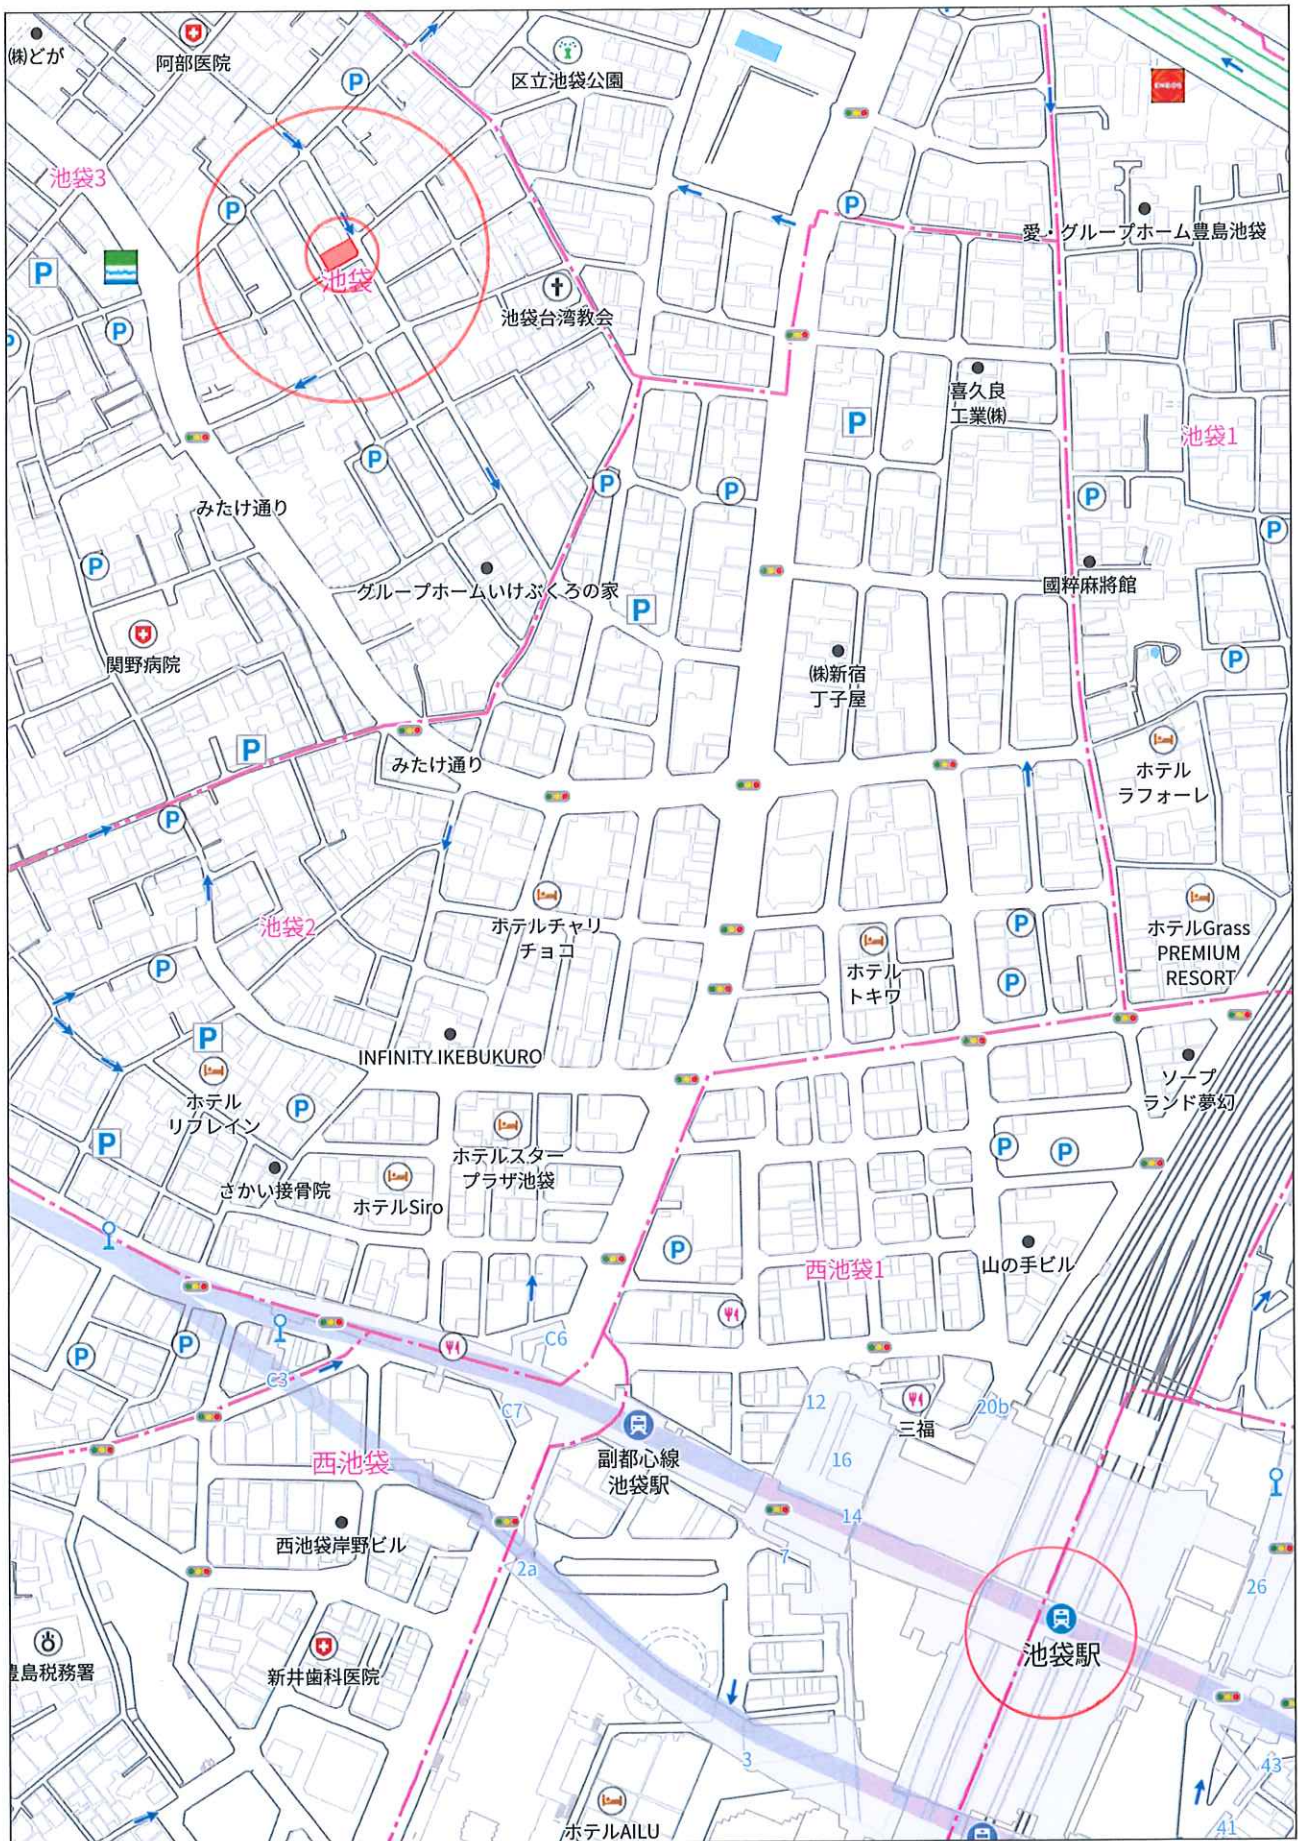 ㈱どが
阿部医院
P
区立池袋公園
ENEOS
池袋3
P
P
愛・グループホーム豊島池袋
P
FamilyMart
池袋
池袋台湾教会
P
P
喜久良
工業㈱
P
池袋1
P
みたけ通り
P
P
P
P
P
グループホームいけぶくろの家
國粹麻將館
P
関野病院
P
㈱新宿
丁子屋
P
みたけ通り
ホテル
ラフォーレ
P
池袋2
ホテルチャリ
チョコ
P
ホテル
トキワ
ホテルGrass
PREMIUM
RESORT
P
P
P
INFINITY IKEBUKURO
ホテル
リフレイン
P
ソープ
ランド夢幻
P
ホテルスター
プラザ池袋
P
P
さかい接骨院
ホテルSiro
P
西池袋1
山の手ビル
P
P
C6
C3
C7
12
三福
20b
西池袋
副都心線
池袋駅
16
14
西池袋岸野ビル
2a
7
26
豊島税務署
新井歯科医院
池袋駅
3
43
ホテルAILU
41